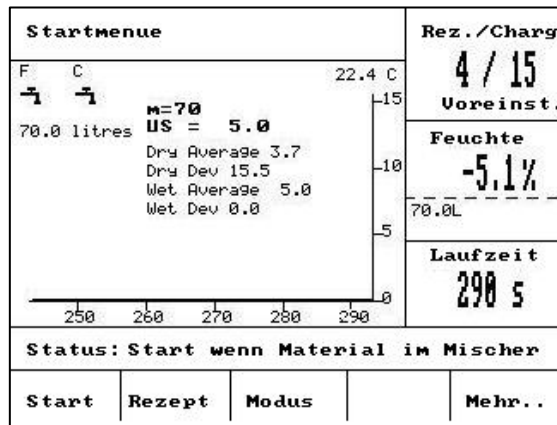 Startmenue
F C 22.4 C
70.0 litres
m=70
US = 5.0
Dry Average 3.7
Dry Dev 15.5
Wet Average 5.0
Wet Dev 0.0
15
10
5
0
250 260 270 280 290
Rez./Charg
4 / 15
Voreinst.
Feuchte
-5.1%
70.0L
Laufzeit
290 s
Status: Start wenn Material im Mischer
Start Rezept Modus Mehr..